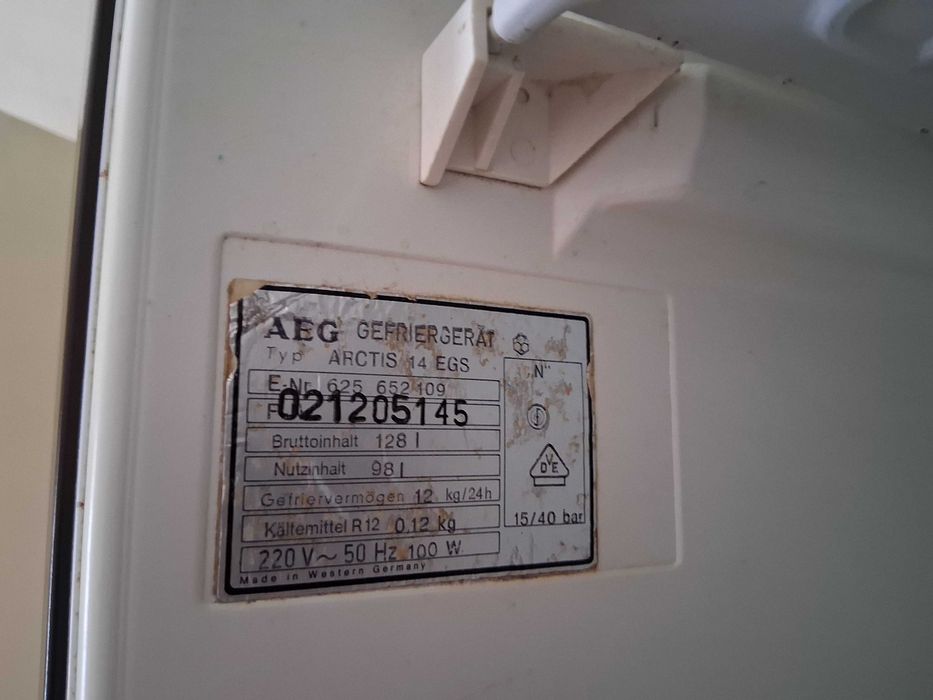 AEG GEFRIERGERÄT
Typ ARCTIS 14 EGS
E-Nr. 625 652 109
F 021205145
Bruttoinhalt 128 l
Nutzinhalt 98 l
Gefriervermögen 12 kg/24h
Kältemittel R12 0,12 kg
220 V~ 50 Hz 100 W
Made in Western Germany
„N“
DVE
15/40 bar